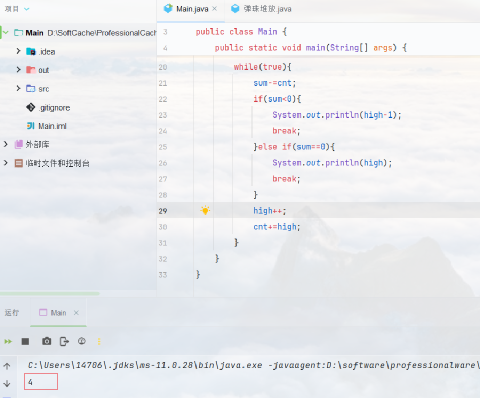 项目
Main.java
弹珠堆放.java
Main D:\SoftCache\ProfessionalCach
.idea
out
src
.gitignore
Main.iml
外部库
临时文件和控制台
3 public class Main {
4 public static void main(String[] args) {
20 while(true){
21 sum-=cnt;
22 if(sum<0){
23 System.out.println(high-1);
24 break;
25 }else if(sum==0){
26 System.out.println(high);
27 break;
28 }
29 high++;
30 cnt+=high;
31 }
32 }
33 }
运行
Main
C:\Users\14706\.jdks\ms-11.0.28\bin\java.exe -javaagent:D:\software\professionalware\
4